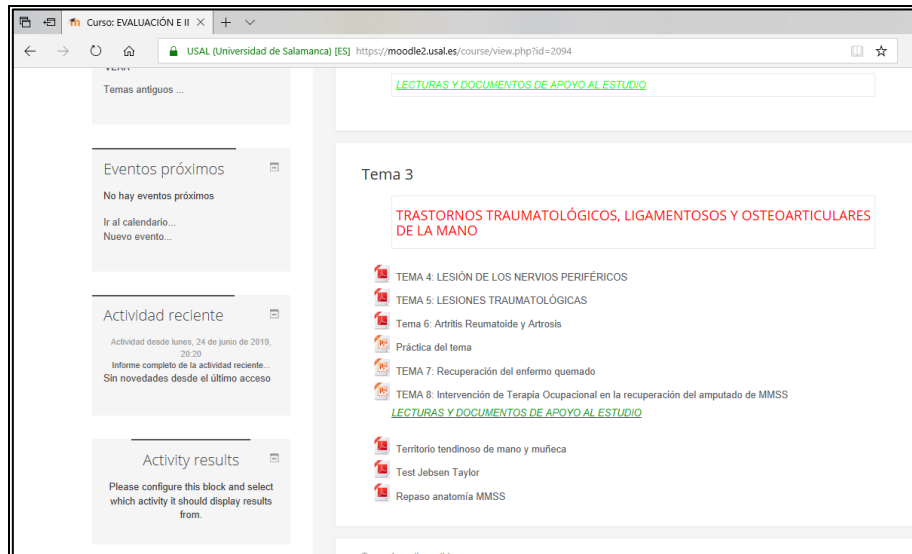 Curso: EVALUACIÓN E II
USAL (Universidad de Salamanca) [ES] https://moodle2.usal.es/course/view.php?id=2094
VERA
Temas antiguos ...
Eventos próximos
No hay eventos próximos
Ir al calendario...
Nuevo evento...
Actividad reciente
Actividad desde lunes, 24 de junio de 2019,
20:20
Informe completo de la actividad reciente...
Sin novedades desde el último acceso
Activity results
Please configure this block and select
which activity it should display results
from.
LECTURAS Y DOCUMENTOS DE APOYO AL ESTUDIO
Tema 3
TRASTORNOS TRAUMATOLÓGICOS, LIGAMENTOSOS Y OSTEOARTICULARES
DE LA MANO
TEMA 4: LESIÓN DE LOS NERVIOS PERIFÉRICOS
TEMA 5: LESIONES TRAUMATOLÓGICAS
Tema 6: Artritis Reumatoide y Artrosis
Práctica del tema
TEMA 7: Recuperación del enfermo quemado
TEMA 8: Intervención de Terapia Ocupacional en la recuperación del amputado de MMSS
LECTURAS Y DOCUMENTOS DE APOYO AL ESTUDIO
Territorio tendinoso de mano y muñeca
Test Jebsen Taylor
Repaso anatomía MMSS